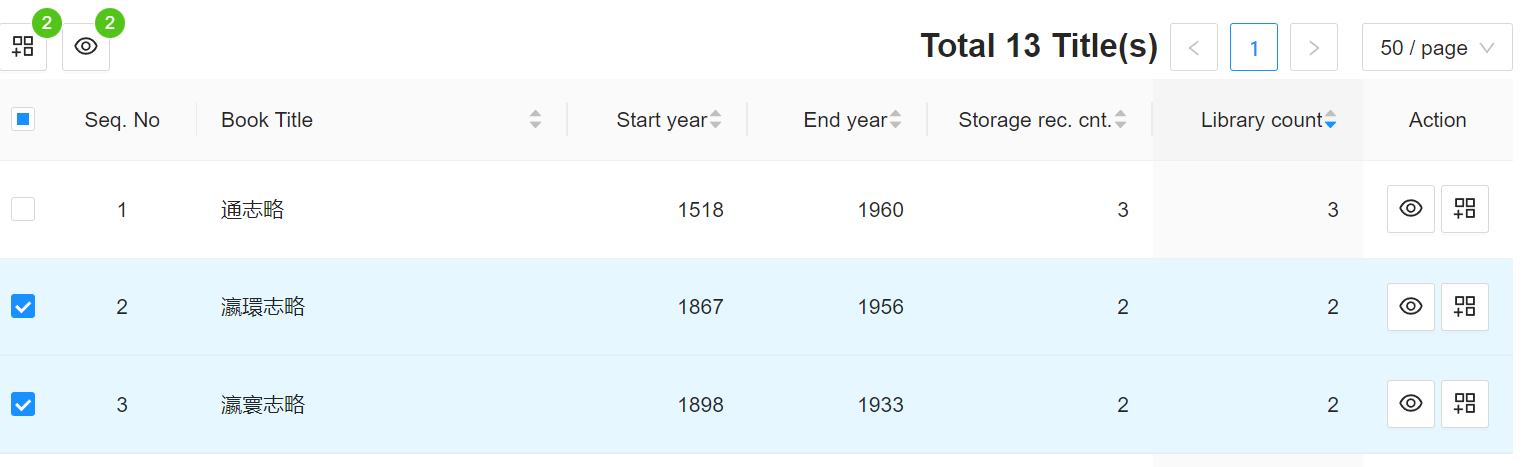 2 2
Total 13 Title(s) < 1 > 50 / page
Seq. No Book Title Start year End year Storage rec. cnt. Library count Action
1 通志略 1518 1960 3 3
2 瀛環志略 1867 1956 2 2
3 瀛寰志略 1898 1933 2 2